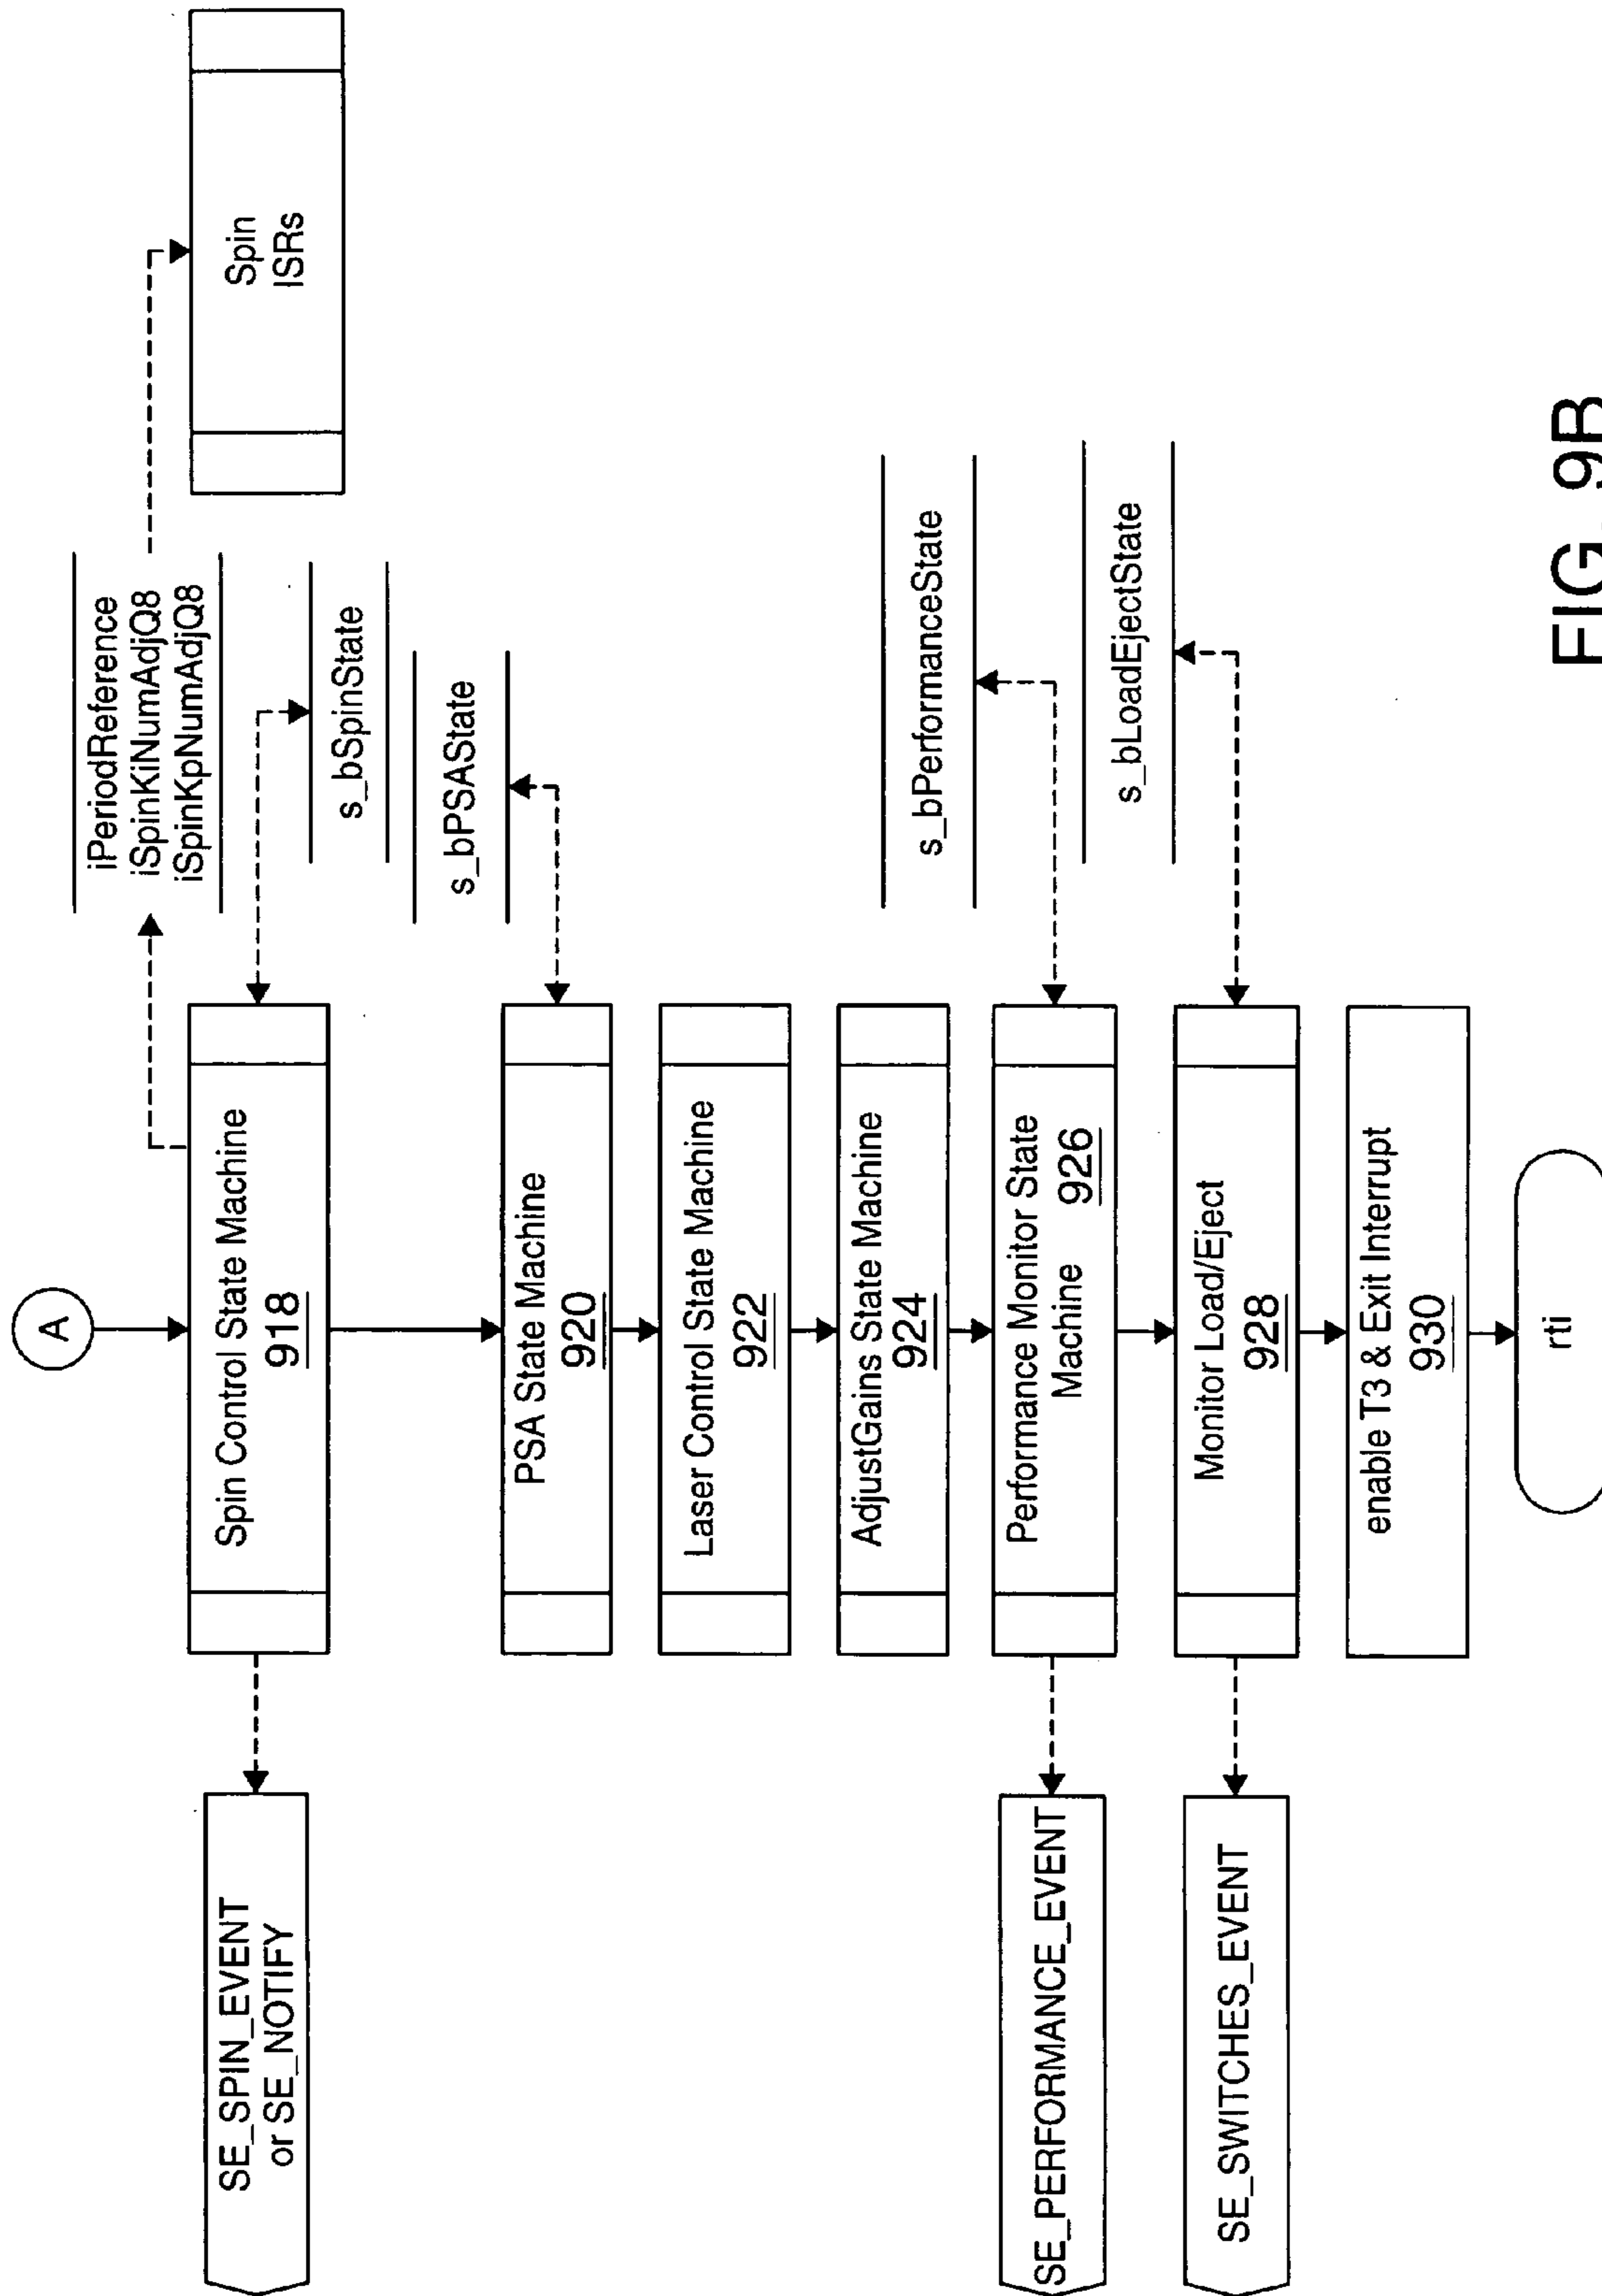 A
SE_SPIN_EVENT
or SE_NOTIFY
Spin Control State Machine
918
iPeriodReference
iSpinKiNumAdjQ8
iSpinKpNumAdjQ8
Spin
ISRs
s_bSpinState
s_bPSAState
PSA State Machine
920
Laser Control State Machine
922
AdjustGains State Machine
924
s_bPerformanceState
SE_PERFORMANCE_EVENT
Performance Monitor State
Machine 926
s_bLoadEjectState
SE_SWITCHES_EVENT
Monitor Load/Eject
928
enable T3 & Exit Interrupt
930
rti
FIG. 9B